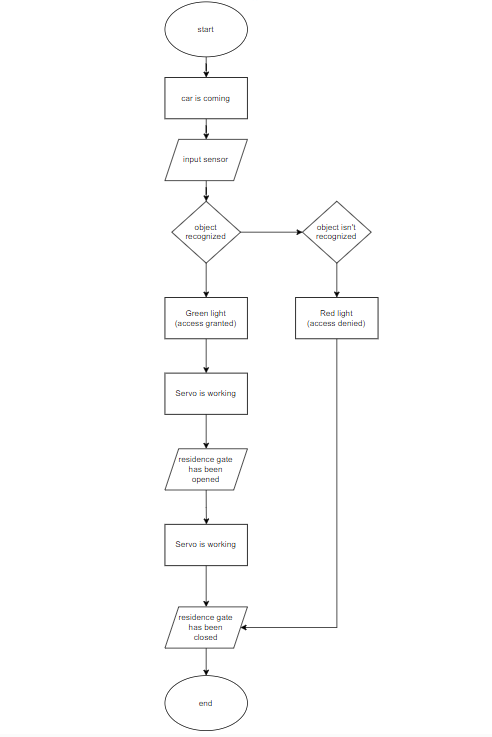 start
car is coming
input sensor
object
recognized
object isn't
recognized
Green light
(access granted)
Red light
(access denied)
Servo is working
residence gate
has been
opened
Servo is working
residence gate
has been
closed
end